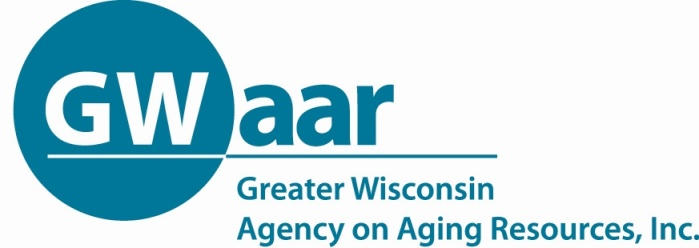 GWaar
Greater Wisconsin
Agency on Aging Resources, Inc.